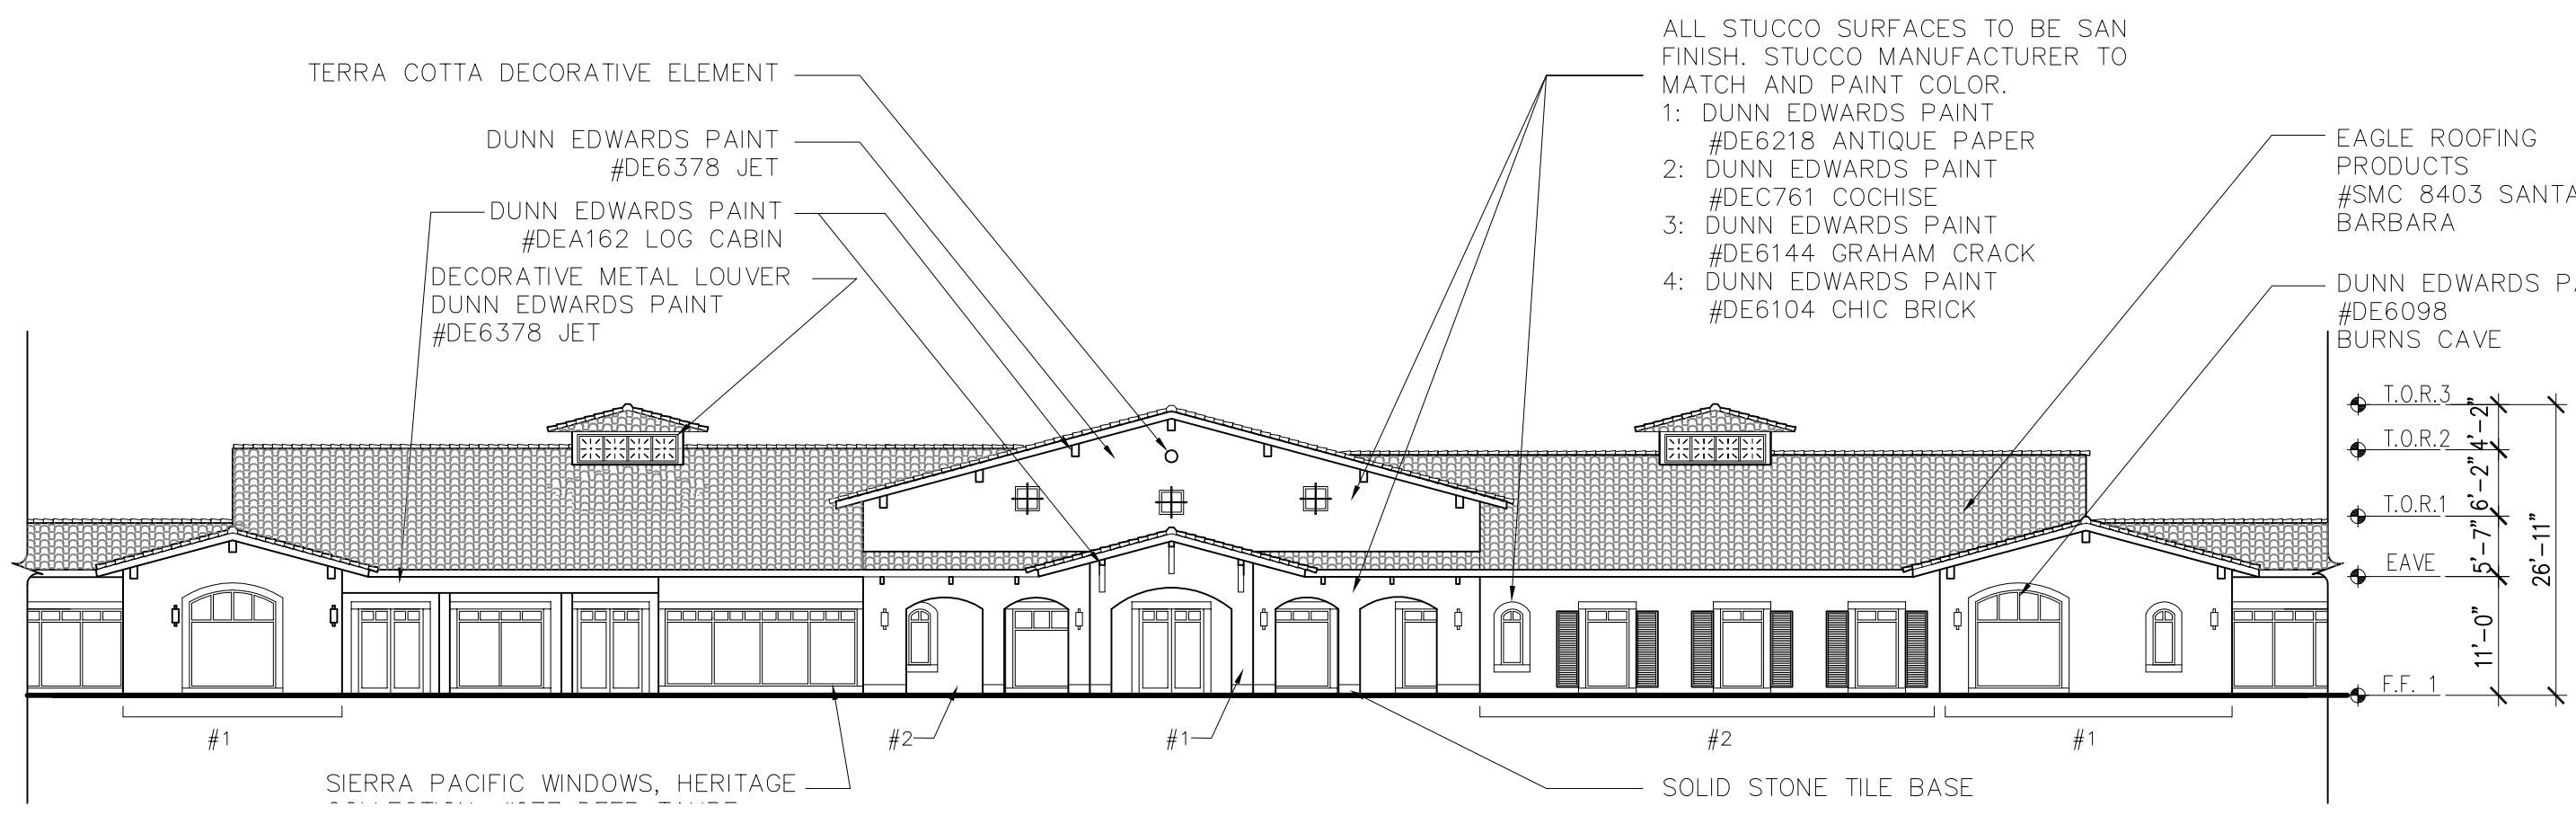 ALL STUCCO SURFACES TO BE SAN
FINISH. STUCCO MANUFACTURER TO
MATCH AND PAINT COLOR.
1: DUNN EDWARDS PAINT
#DE6218 ANTIQUE PAPER
2: DUNN EDWARDS PAINT
#DEC761 COCHISE
3: DUNN EDWARDS PAINT
#DE6144 GRAHAM CRACK
4: DUNN EDWARDS PAINT
#DE6104 CHIC BRICK
TERRA COTTA DECORATIVE ELEMENT
DUNN EDWARDS PAINT
#DE6378 JET
DUNN EDWARDS PAINT
#DEA162 LOG CABIN
DECORATIVE METAL LOUVER
DUNN EDWARDS PAINT
#DE6378 JET
EAGLE ROOFING
PRODUCTS
#SMC 8403 SANTA
BARBARA
DUNN EDWARDS PA
#DE6098
BURNS CAVE
T.O.R.3
4'-2"
T.O.R.2
6'-2"
T.O.R.1
5'-7"
EAVE
26'-11"
11'-0"
F.F. 1
#1
#2
#1
#2
#1
SIERRA PACIFIC WINDOWS, HERITAGE
SOLID STONE TILE BASE